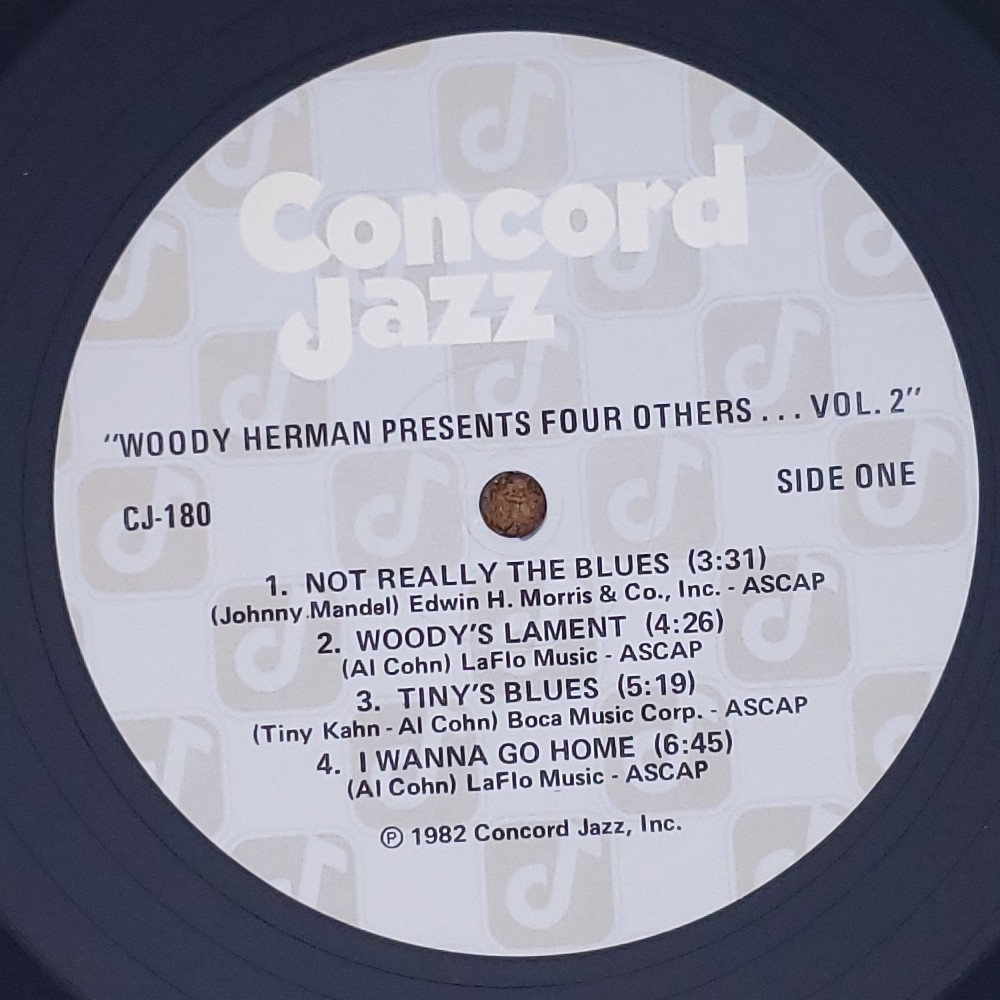 Concord
Jazz
"WOODY HERMAN PRESENTS FOUR OTHERS . . . VOL. 2"
CJ-180
SIDE ONE
1. NOT REALLY THE BLUES (3:31)
(Johnny Mandel) Edwin H. Morris & Co., Inc. - ASCAP
2. WOODY'S LAMENT (4:26)
(Al Cohn) LaFlo Music - ASCAP
3. TINY'S BLUES (5:19)
(Tiny Kahn - Al Cohn) Boca Music Corp. - ASCAP
4. I WANNA GO HOME (6:45)
(Al Cohn) LaFlo Music - ASCAP
℗ 1982 Concord Jazz, Inc.